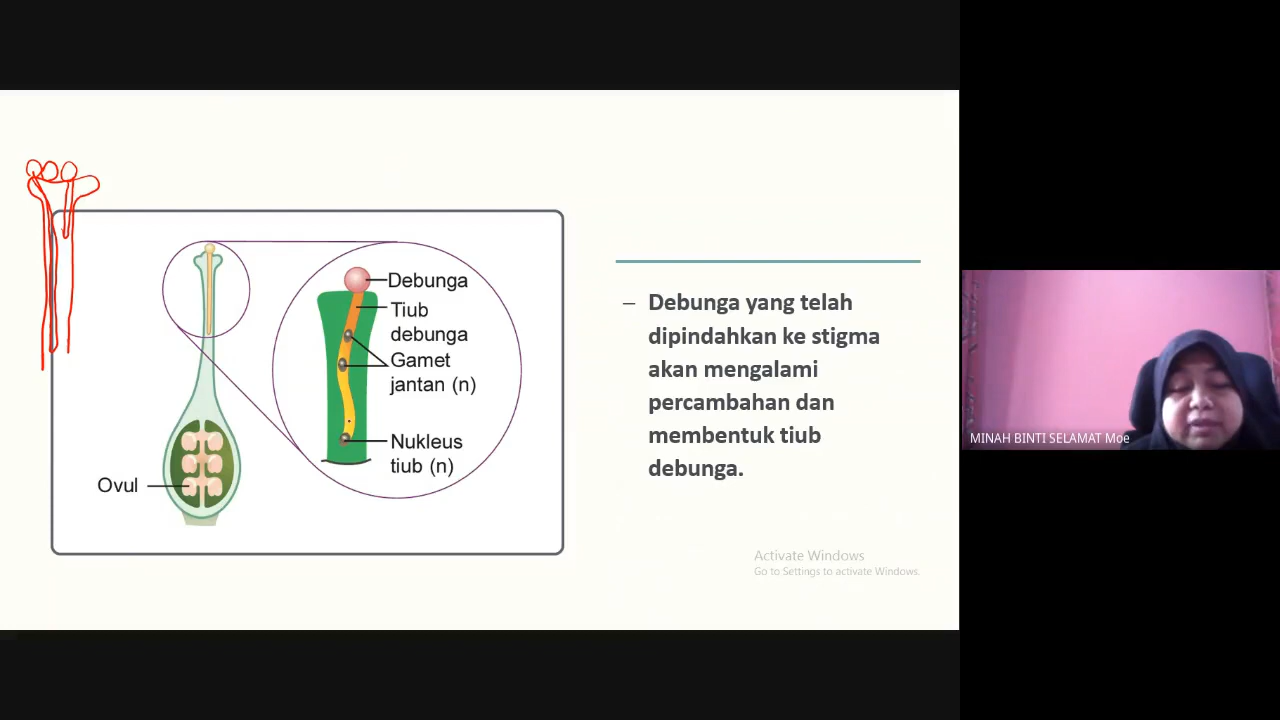 Debunga
Tiub
debunga
Gamet
jantan (n)
Nukleus
tiub (n)
Ovul
– Debunga yang telah
dipindahkan ke stigma
akan mengalami
percambahan dan
membentuk tiub
debunga.
Activate Windows
Go to Settings to activate Windows.
MINAH BINTI SELAMAT Moe